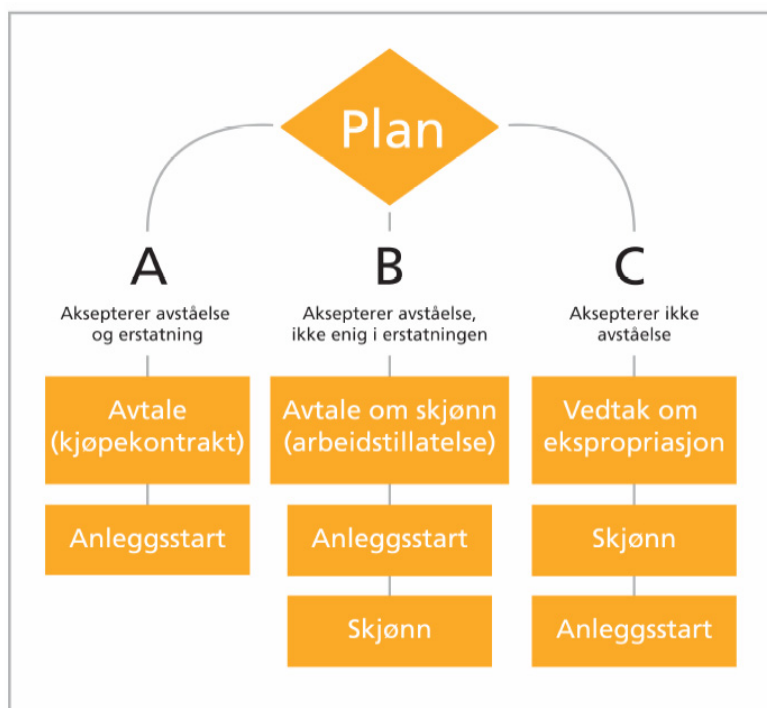 Plan
A
Aksepterer avståelse
og erstatning
Avtale
(kjøpekontrakt)
Anleggsstart
B
Aksepterer avståelse,
ikke enig i erstatningen
Avtale om skjønn
(arbeidstillatelse)
Anleggsstart
Skjønn
C
Aksepterer ikke
avståelse
Vedtak om
ekspropriasjon
Skjønn
Anleggsstart